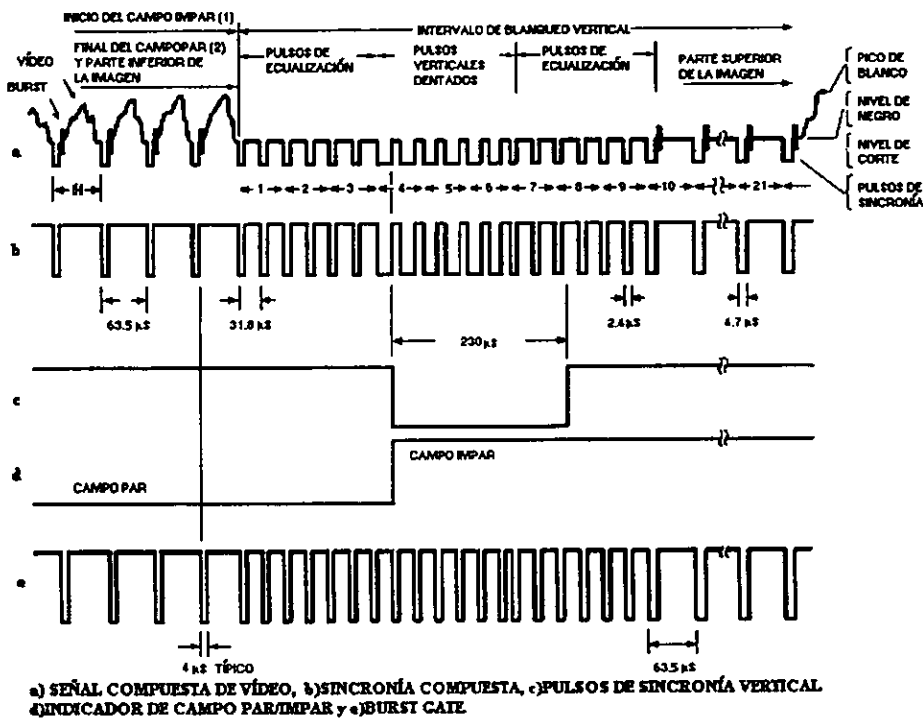 INICIO DEL CAMPO IMPAR (1)
INTERVALO DE BLANQUEO VERTICAL
FINAL DEL CAMPOPAR (2)
Y PARTE INFERIOR DE
LA IMAGEN
PULSOS DE
ECUALIZACIÓN
PULSOS
VERTICALES
DENTADOS
PULSOS DE
ECUALIZACIÓN
PARTE SUPERIOR
DE LA IMAGEN
VÍDEO
BURST
PICO DE
BLANCO
NIVEL DE
NEGRO
NIVEL DE
CORTE
PULSOS DE
SINCRONÍA
a
H
1 2 3 4 5 6 7 8 9 10 21
b
63.5 µS
31.8 µS
2.4 µS
4.7 µS
230 µS
c
CAMPO IMPAR
d
CAMPO PAR
e
4 µS TÍPICO
63.5 µS
a) SEÑAL COMPUESTA DE VÍDEO, b)SINCRONÍA COMPUESTA, c)PULSOS DE SINCRONÍA VERTICAL
d)INDICADOR DE CAMPO PAR/IMPAR y e)BURST GATE